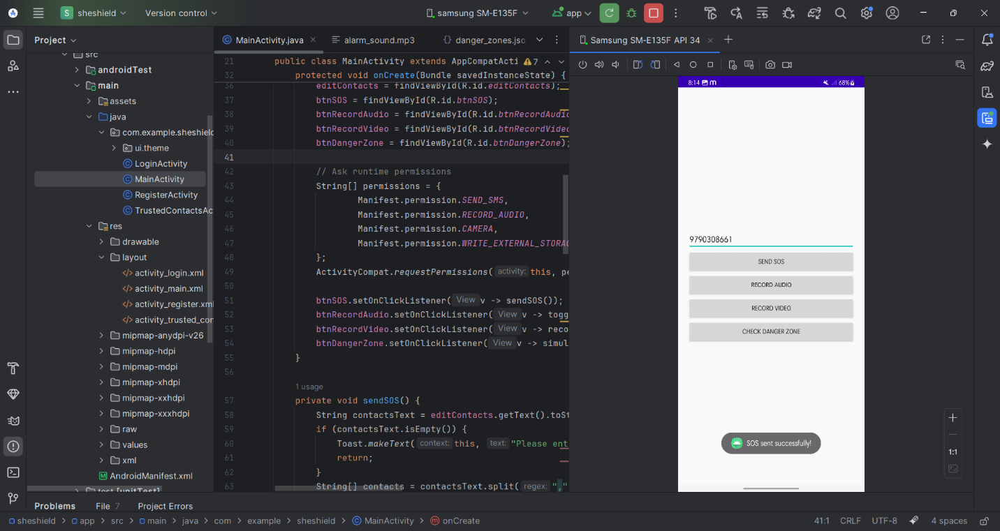 S sheshield Version control samsung SM-E135F app
Project
src
androidTest
main
assets
java
com.example.sheshield
ui.theme
LoginActivity
MainActivity
RegisterActivity
TrustedContactsAc
res
drawable
layout
activity_login.xml
activity_main.xml
activity_register.xml
activity_trusted_con
mipmap-anydpi-v26
mipmap-hdpi
mipmap-mdpi
mipmap-xhdpi
mipmap-xxhdpi
mipmap-xxxhdpi
raw
values
xml
AndroidManifest.xml
test [unitTest]
MainActivity.java alarm_sound.mp3 danger_zones.jso
21 public class MainActivity extends AppCompatActi 7
32 protected void onCreate(Bundle savedInstanceState) {
36 editContacts = findViewById(R.id.editContacts);
37 btnSOS = findViewById(R.id.btnSOS);
38 btnRecordAudio = findViewById(R.id.btnRecordAudio
39 btnRecordVideo = findViewById(R.id.btnRecordVideo
40 btnDangerZone = findViewById(R.id.btnDangerZone);
41
42 // Ask runtime permissions
43 String[] permissions = {
44 Manifest.permission.SEND_SMS,
45 Manifest.permission.RECORD_AUDIO,
46 Manifest.permission.CAMERA,
47 Manifest.permission.WRITE_EXTERNAL_STORAG
48 };
49 ActivityCompat.requestPermissions( activity: this, pe
50
51 btnSOS.setOnClickListener( View v -> sendSOS());
52 btnRecordAudio.setOnClickListener( View v -> togg
53 btnRecordVideo.setOnClickListener( View v -> reco
54 btnDangerZone.setOnClickListener( View v -> simul
55 }
56
1 usage
57 private void sendSOS() {
58 String contactsText = editContacts.getText().toSt
59 if (contactsText.isEmpty()) {
60 Toast.makeText( context: this, text: "Please ent
61 return;
62 }
63 String[] contacts = contactsText.split( regex: ","
Samsung SM-E135F API 34
8:14 m 68%
9790308661
SEND SOS
RECORD AUDIO
RECORD VIDEO
CHECK DANGER ZONE
SOS sent successfully!
1:1
Problems File 7 Project Errors
sheshield > app > src > main > java > com > example > sheshield > MainActivity > onCreate 41:1 CRLF UTF-8 4 spaces